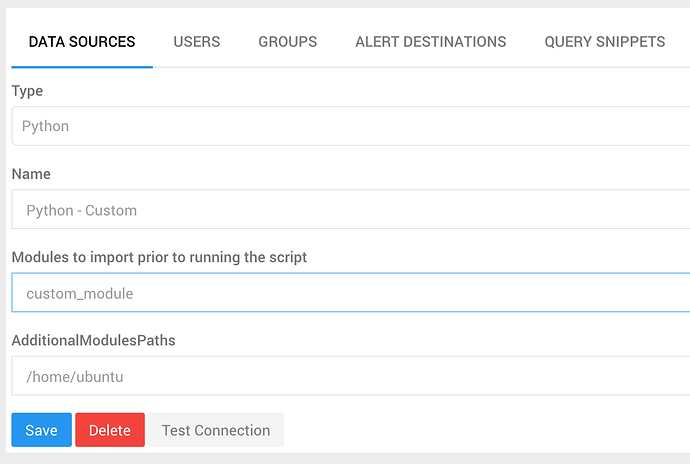 DATA SOURCES USERS GROUPS ALERT DESTINATIONS QUERY SNIPPETS
Type
Python
Name
Python - Custom
Modules to import prior to running the script
custom_module
AdditionalModulesPaths
/home/ubuntu
Save Delete Test Connection